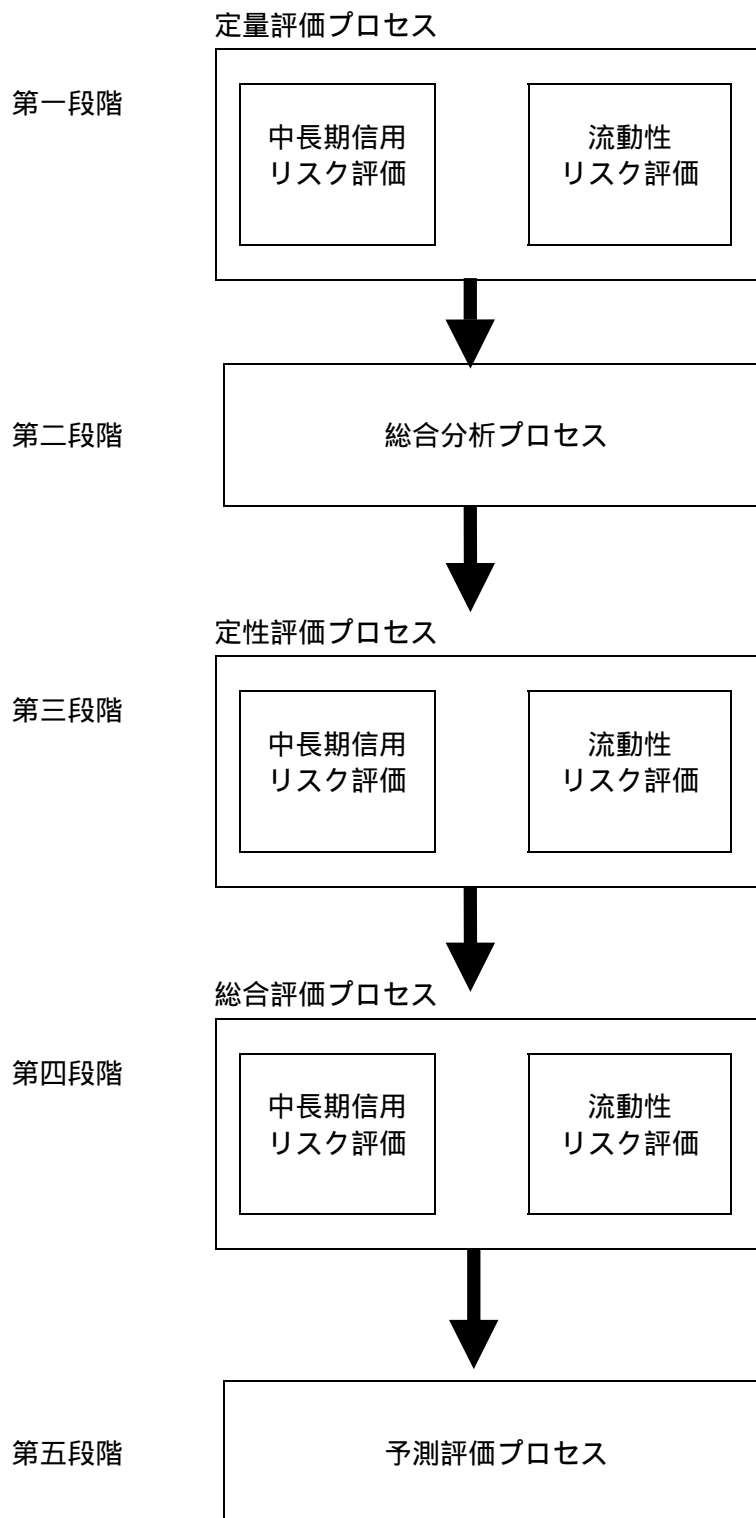 定量評価プロセス
第一段階
中長期信用
リスク評価
流動性
リスク評価
第二段階
総合分析プロセス
定性評価プロセス
第三段階
中長期信用
リスク評価
流動性
リスク評価
総合評価プロセス
第四段階
中長期信用
リスク評価
流動性
リスク評価
第五段階
予測評価プロセス